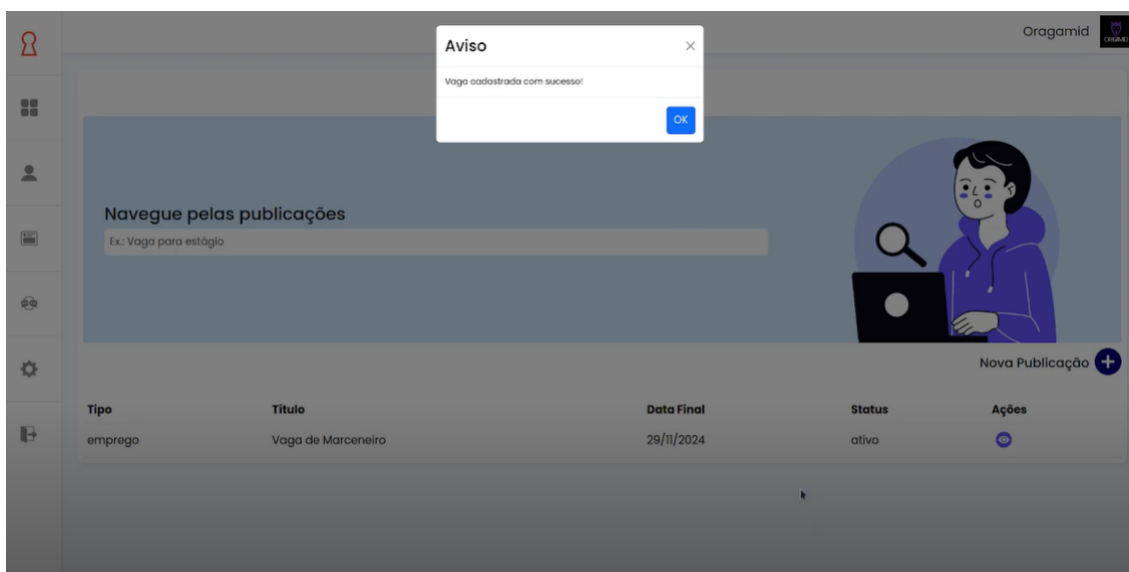 Oragamid
Aviso
Vaga cadastrada com sucesso!
OK
Navegue pelas publicações
Ex.: Vaga para estágio
Nova Publicação
Tipo Título Data Final Status Ações
emprego Vaga de Marceneiro 29/11/2024 ativo